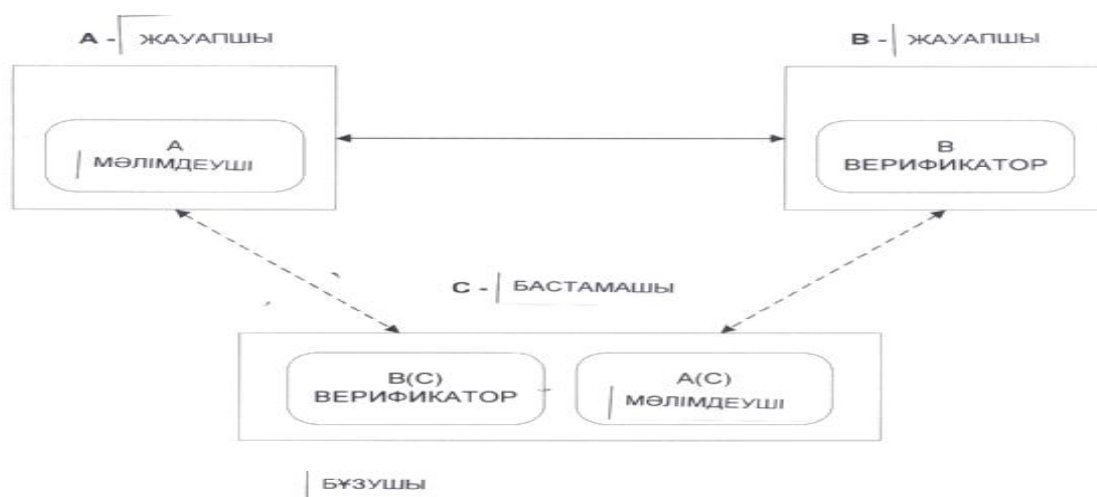 A - ЖАУАПШЫ
B - ЖАУАПШЫ
A
МӘЛІМДЕУШІ
B
ВЕРИФИКАТОР
C - БАСТАМАШЫ
B(C)
ВЕРИФИКАТОР
A(C)
МӘЛІМДЕУШІ
БҰЗУШЫ